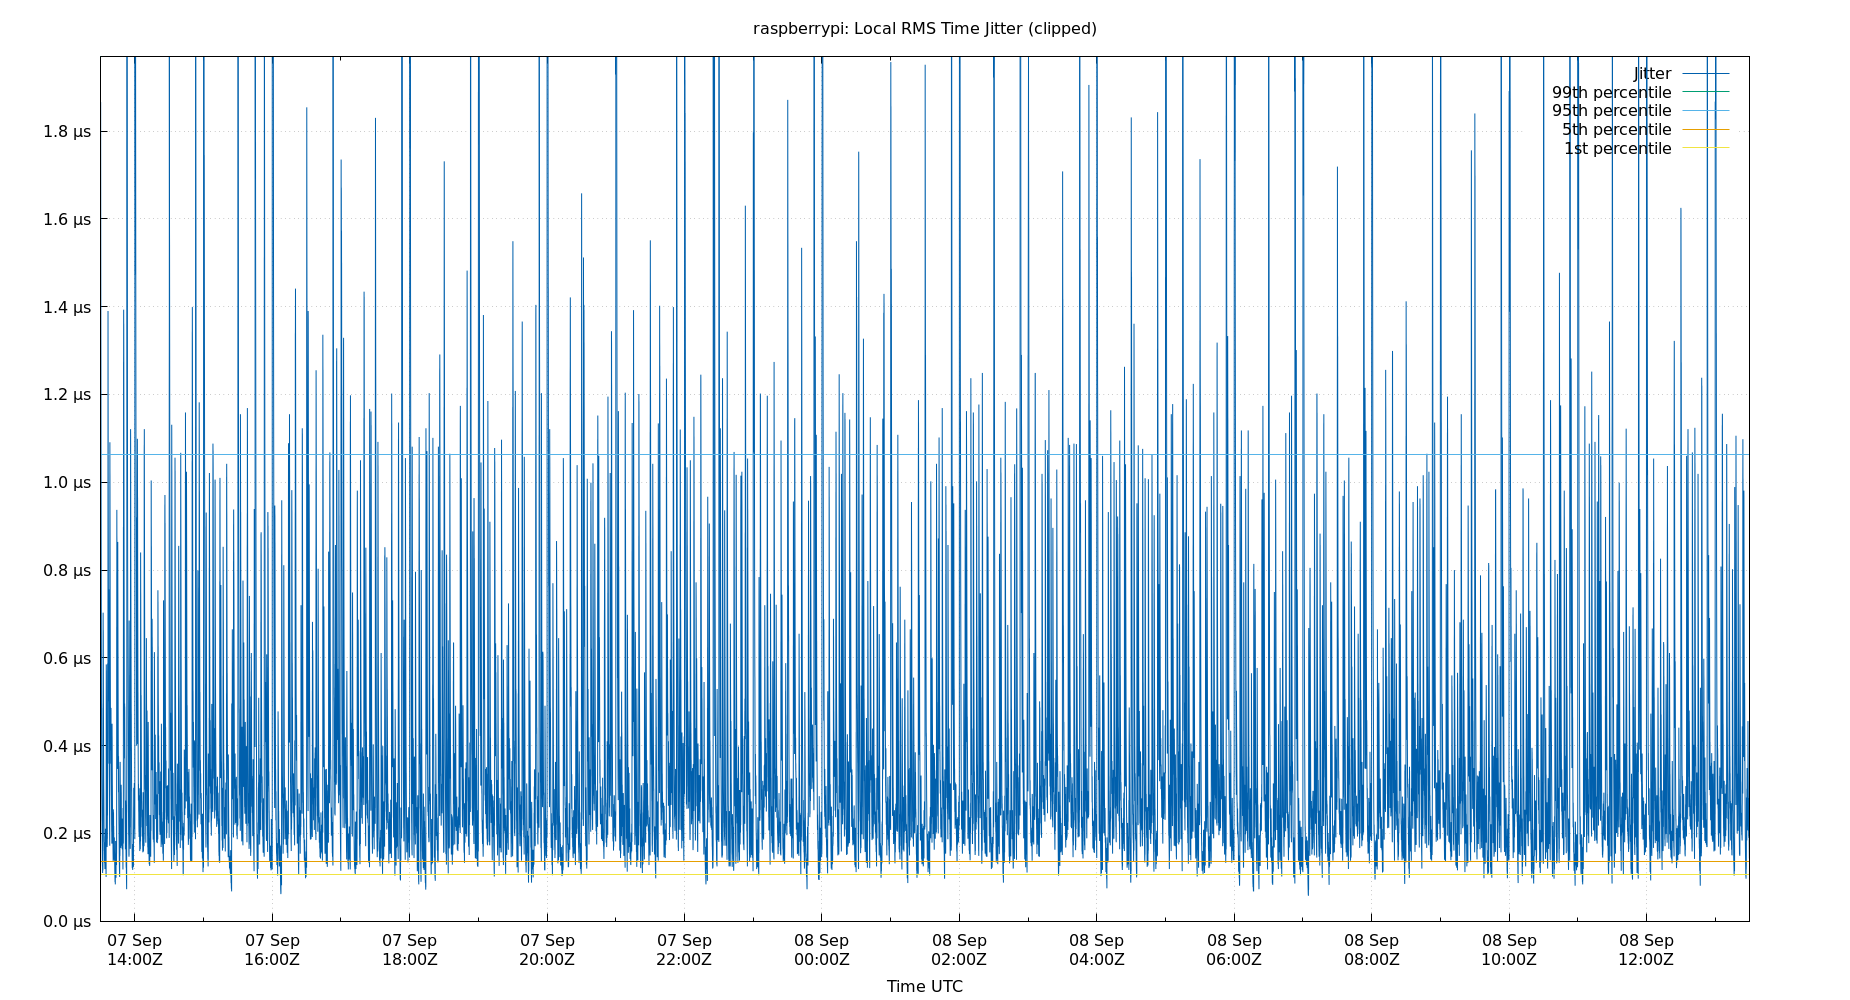 raspberrypi: Local RMS Time Jitter (clipped)
Jitter
99th percentile
95th percentile
5th percentile
1st percentile
1.8 µs
1.6 µs
1.4 µs
1.2 µs
1.0 µs
0.8 µs
0.6 µs
0.4 µs
0.2 µs
0.0 µs
07 Sep 07 Sep 07 Sep 07 Sep 07 Sep 08 Sep 08 Sep 08 Sep 08 Sep 08 Sep 08 Sep 08 Sep
14:00Z 16:00Z 18:00Z 20:00Z 22:00Z 00:00Z 02:00Z 04:00Z 06:00Z 08:00Z 10:00Z 12:00Z
Time UTC